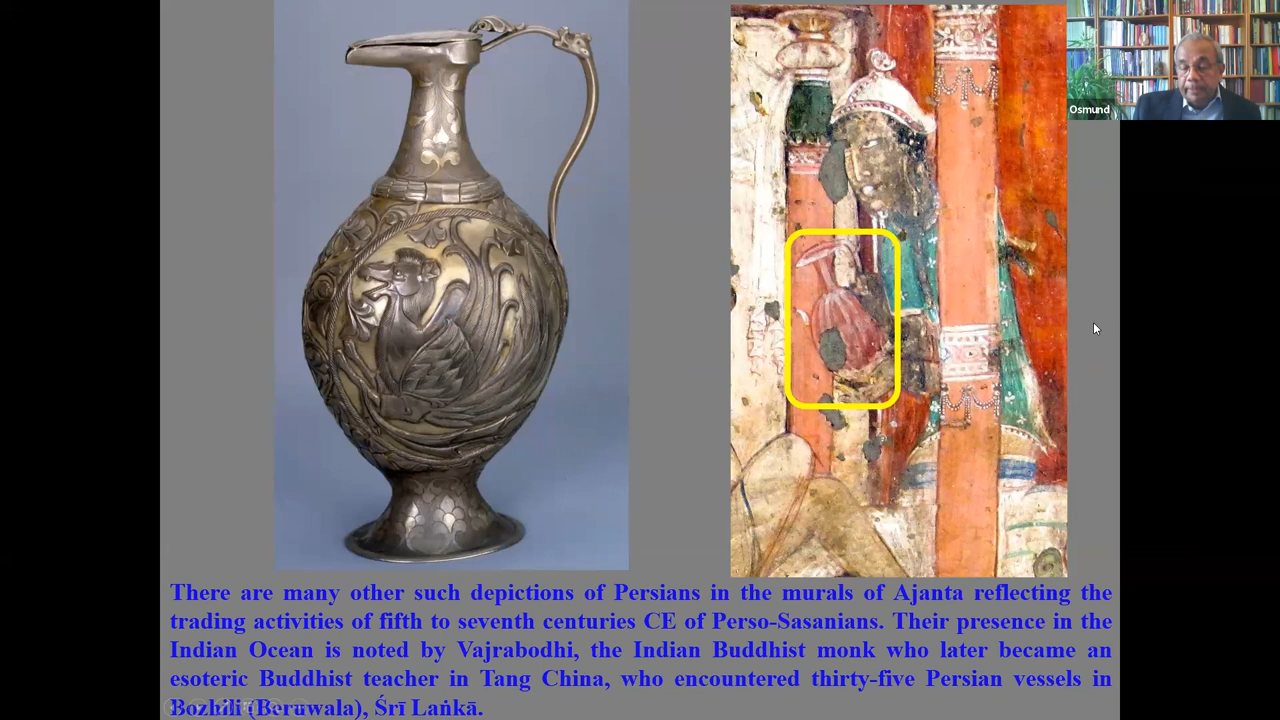 Osmund
There are many other such depictions of Persians in the murals of Ajanta reflecting the
trading activities of fifth to seventh centuries CE of Perso-Sasanians. Their presence in the
Indian Ocean is noted by Vajrabodhi, the Indian Buddhist monk who later became an
esoteric Buddhist teacher in Tang China, who encountered thirty-five Persian vessels in
Bozhili (Beruwala), Śrī Laṅkā.